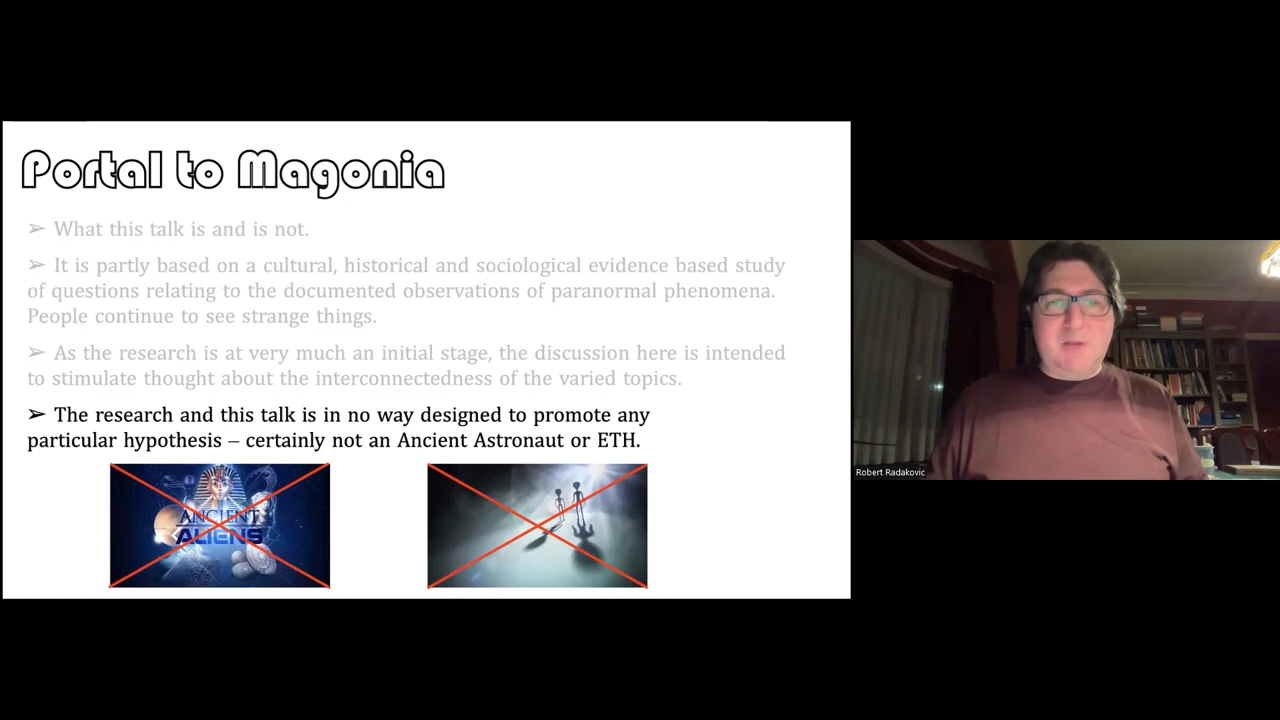 Portal to Magonia
➢ What this talk is and is not.
➢ It is partly based on a cultural, historical and sociological evidence based study
of questions relating to the documented observations of paranormal phenomena.
People continue to see strange things.
➢ As the research is at very much an initial stage, the discussion here is intended
to stimulate thought about the interconnectedness of the varied topics.
➢ The research and this talk is in no way designed to promote any
particular hypothesis – certainly not an Ancient Astronaut or ETH.
ANCIENT
ALIENS
Robert Radakovic